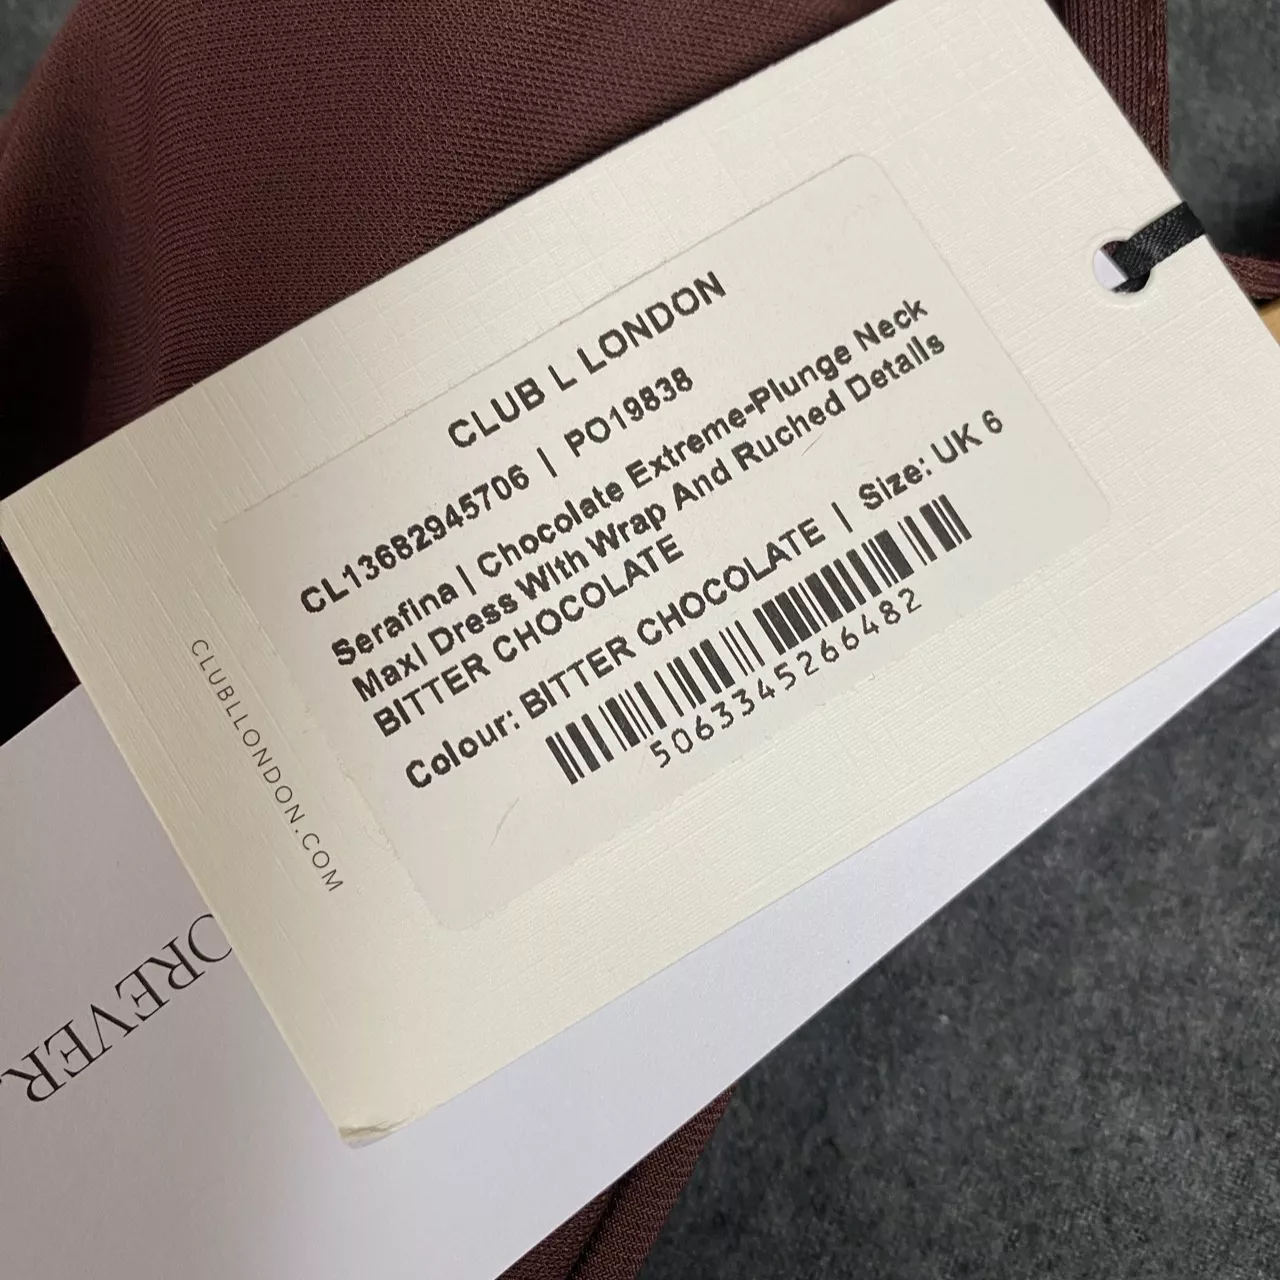 CLUB L LONDON
CL13682945706 | PO19838
Serafina | Chocolate Extreme-Plunge Neck
Maxi Dress With Wrap And Ruched Details
BITTER CHOCOLATE
Colour: BITTER CHOCOLATE | Size: UK 6
5063345266482
CLUBLLONDON.COM
OREVER.